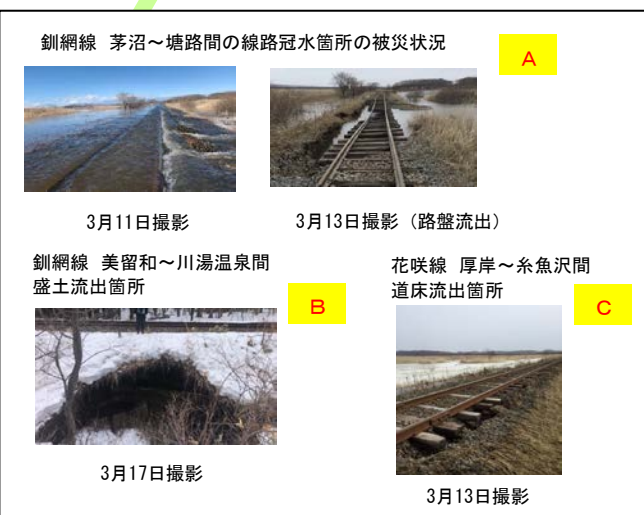 釧網線 茅沼～塘路間の線路冠水箇所の被災状況
A
3月11日撮影
3月13日撮影（路盤流出）
釧網線 美留和～川湯温泉間
盛土流出箇所
B
花咲線 厚岸～糸魚沢間
道床流出箇所
C
3月17日撮影
3月13日撮影